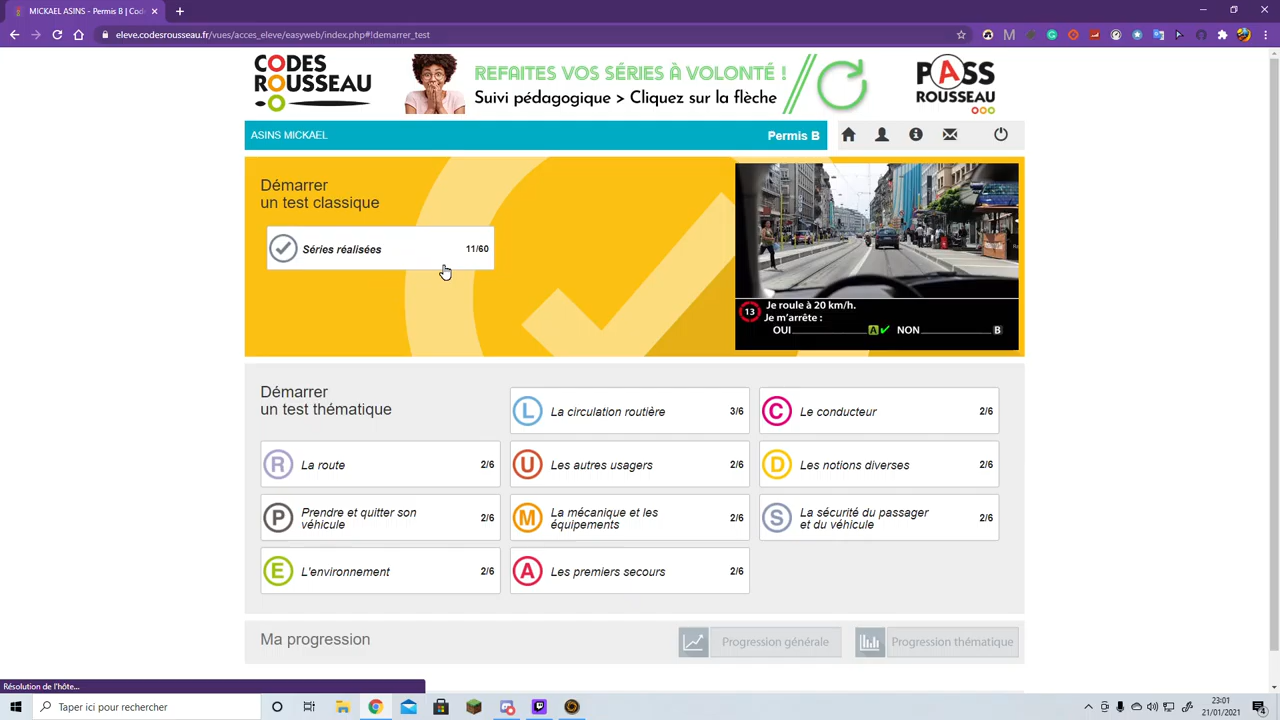 MICKAEL ASINS - Permis B | Cod
eleve.codesrousseau.fr/vues/acces_eleve/easyweb/index.php#!demarrer_test
CODES
ROUSSEAU
REFAITES VOS SÉRIES À VOLONTÉ !
Suivi pédagogique > Cliquez sur la flèche
PASS
ROUSSEAU
ASINS MICKAEL
Permis B
Démarrer
un test classique
Séries réalisées 11/60
13
Je roule à 20 km/h.
Je m'arrête :
OUI A NON B
Démarrer
un test thématique
L La circulation routière 3/6
C Le conducteur 2/6
R La route 2/6
U Les autres usagers 2/6
D Les notions diverses 2/6
P Prendre et quitter son
véhicule 2/6
M La mécanique et les
équipements 2/6
S La sécurité du passager
et du véhicule 2/6
E L'environnement 2/6
A Les premiers secours 2/6
Ma progression
Progression générale
Progression thématique
Résolution de l'hôte...
Taper ici pour rechercher
23:01
21/01/2021